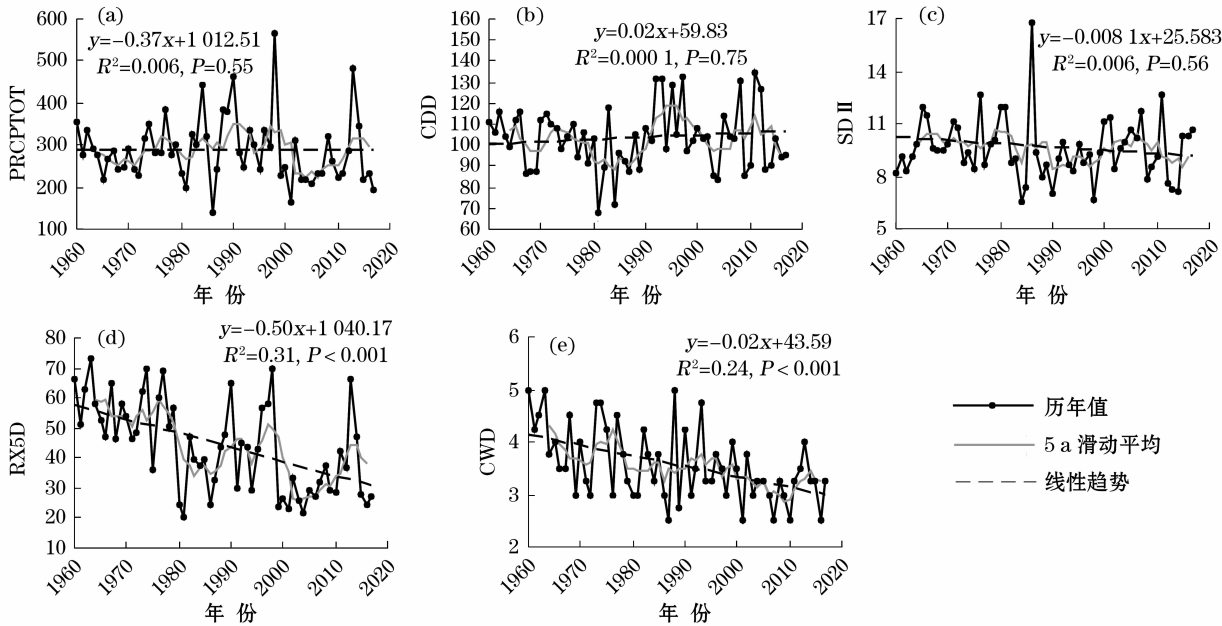 (a)
y=−0.37x+1 012.51
R²=0.006, P=0.55
PRCPTOT
600
500
400
300
200
100
1960
1970
1980
1990
2000
2010
2020
年 份
(b)
y=0.02x+59.83
R²=0.000 1, P=0.75
CDD
160
150
140
130
120
110
100
90
80
70
60
1960
1970
1980
1990
2000
2010
2020
年 份
(c)
y=−0.008 1x+25.583
R²=0.006, P=0.56
SDⅡ
17
14
11
8
5
1960
1970
1980
1990
2000
2010
2020
年 份
(d)
y=−0.50x+1 040.17
R²=0.31, P<0.001
RX5D
80
70
60
50
40
30
20
10
1960
1970
1980
1990
2000
2010
2020
年 份
(e)
y=−0.02x+43.59
R²=0.24, P<0.001
CWD
6
5
4
3
2
1960
1970
1980
1990
2000
2010
2020
年 份
历年值
5 a 滑动平均
线性趋势